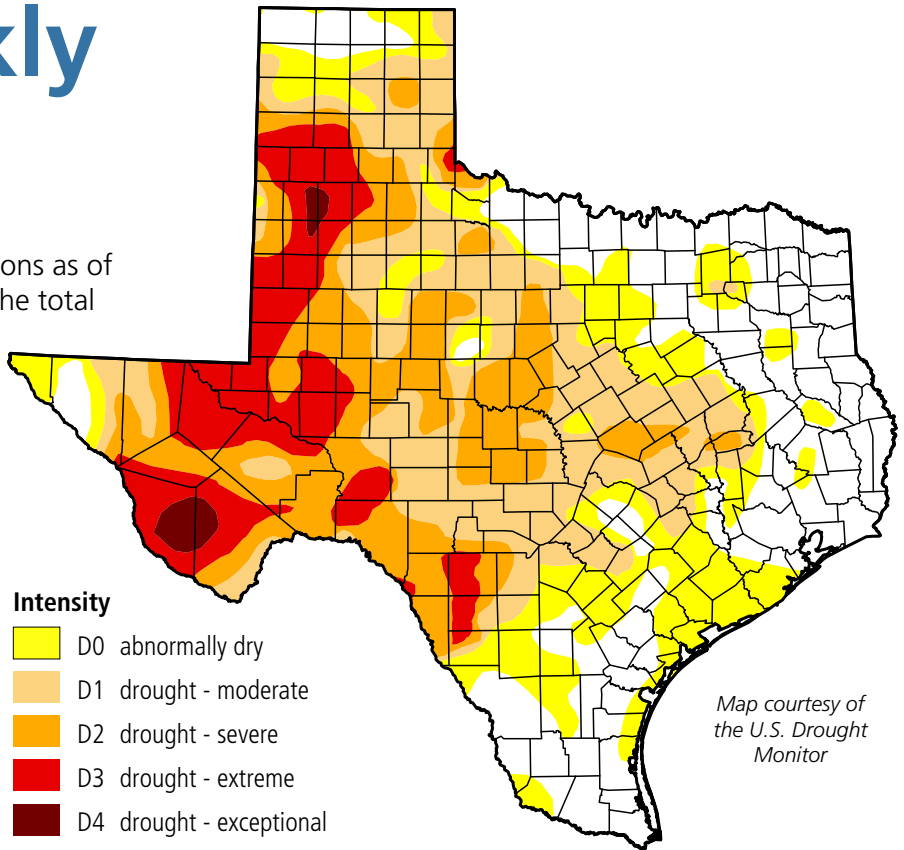 kly
ons as of
he total
Intensity
D0 abnormally dry
D1 drought - moderate
D2 drought - severe
D3 drought - extreme
D4 drought - exceptional
Map courtesy of
the U.S. Drought
Monitor